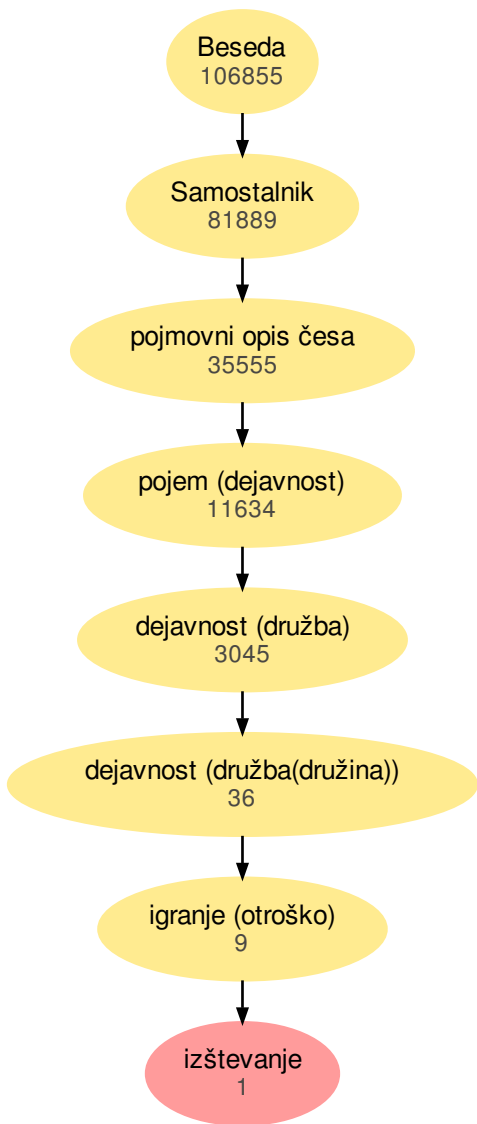 Beseda
106855
Samostalnik
81889
pojmovni opis česa
35555
pojem (dejavnost)
11634
dejavnost (družba)
3045
dejavnost (družba(družina))
36
igranje (otroško)
9
izštevanje
1